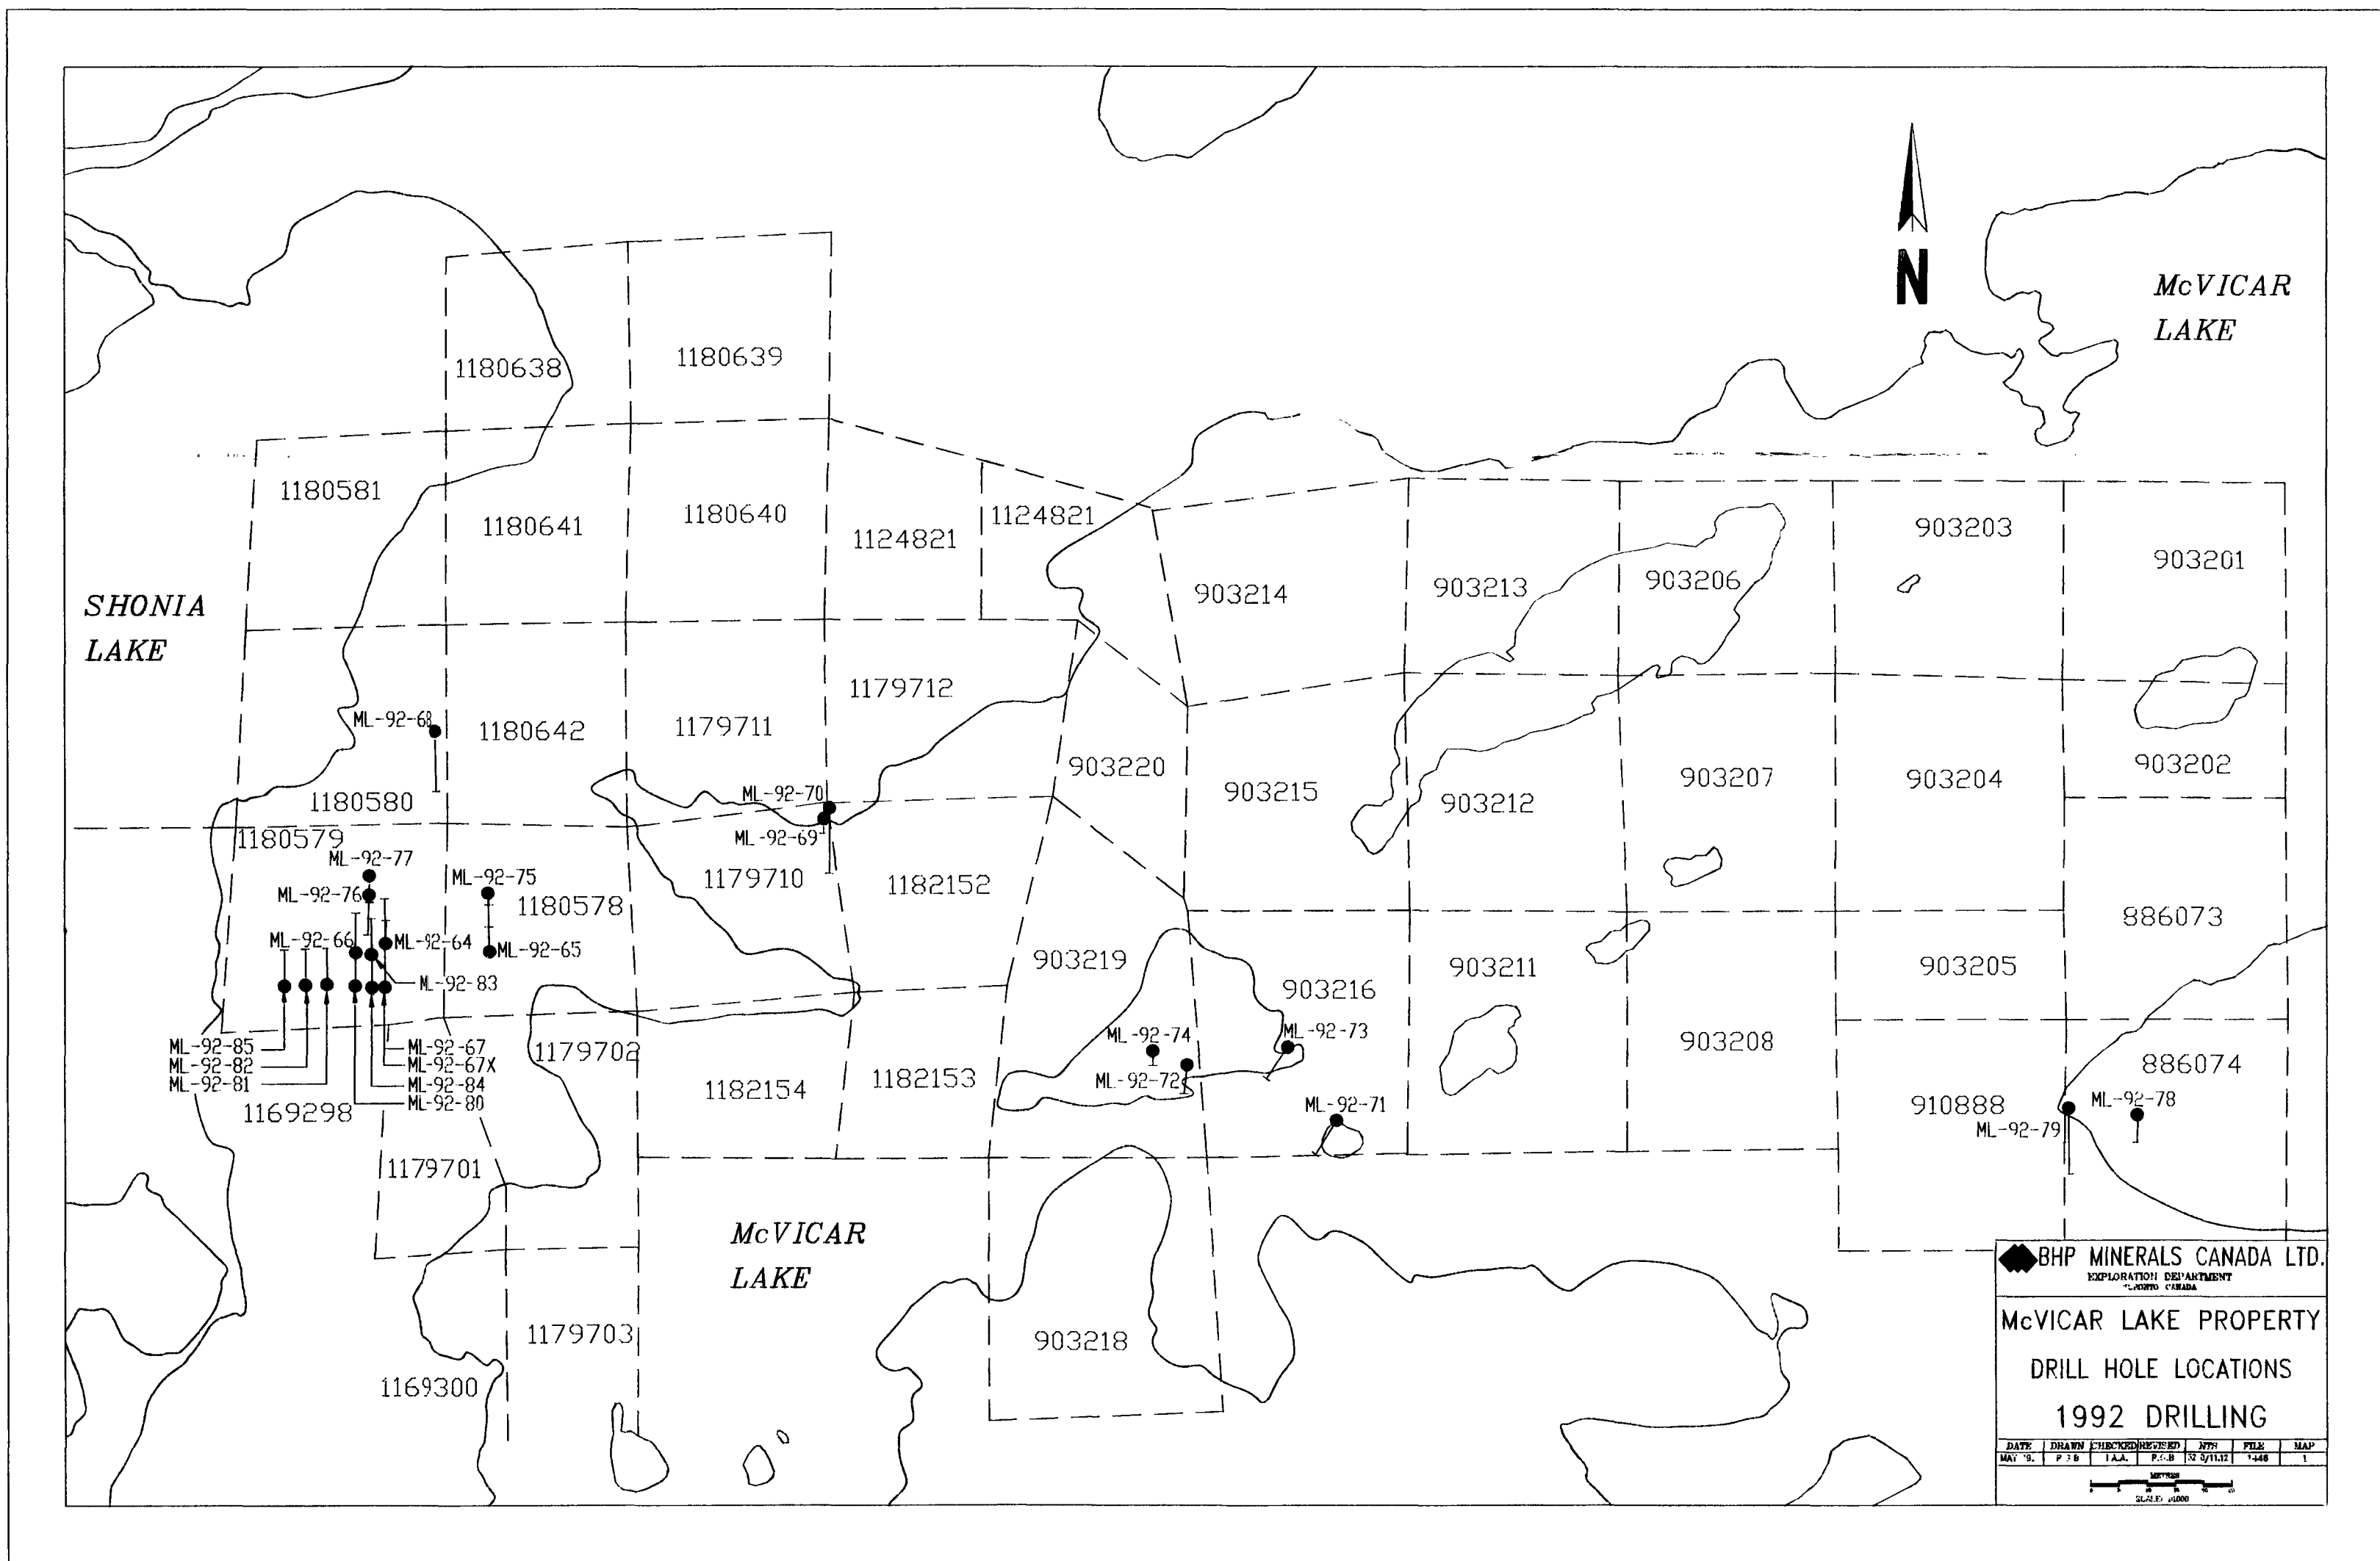 N
McVICAR
LAKE
1180638
1180639
1180581
1180641
1180640
1124821
1124821
903214
903213
903206
903203
903201
SHONIA
LAKE
ML-92-68
1180642
1179711
1179712
903220
903215
903212
903207
903204
903202
1180580
ML-92-70
ML-92-69
1180579
ML-92-77
ML-92-76
ML-92-75
1180578
1179710
1182152
886073
ML-92-66
ML-92-64
ML-92-65
ML-92-83
903219
903216
903211
903205
ML-92-85
ML-92-82
ML-92-81
ML-92-67
ML-92-67X
ML-92-84
ML-92-80
1169298
1179702
1182154
1182153
ML-92-74
ML-92-72
ML-92-73
ML-92-71
903208
910888
886074
ML-92-78
ML-92-79
1179701
McVICAR
LAKE
1179703
903218
1169300
BHP MINERALS CANADA LTD.
EXPLORATION DEPARTMENT
TORONTO CANADA
McVICAR LAKE PROPERTY
DRILL HOLE LOCATIONS
1992 DRILLING
DATE DRAWN CHECKED REVISED NTS FILE MAP
MAY 1
METRES
SCALE